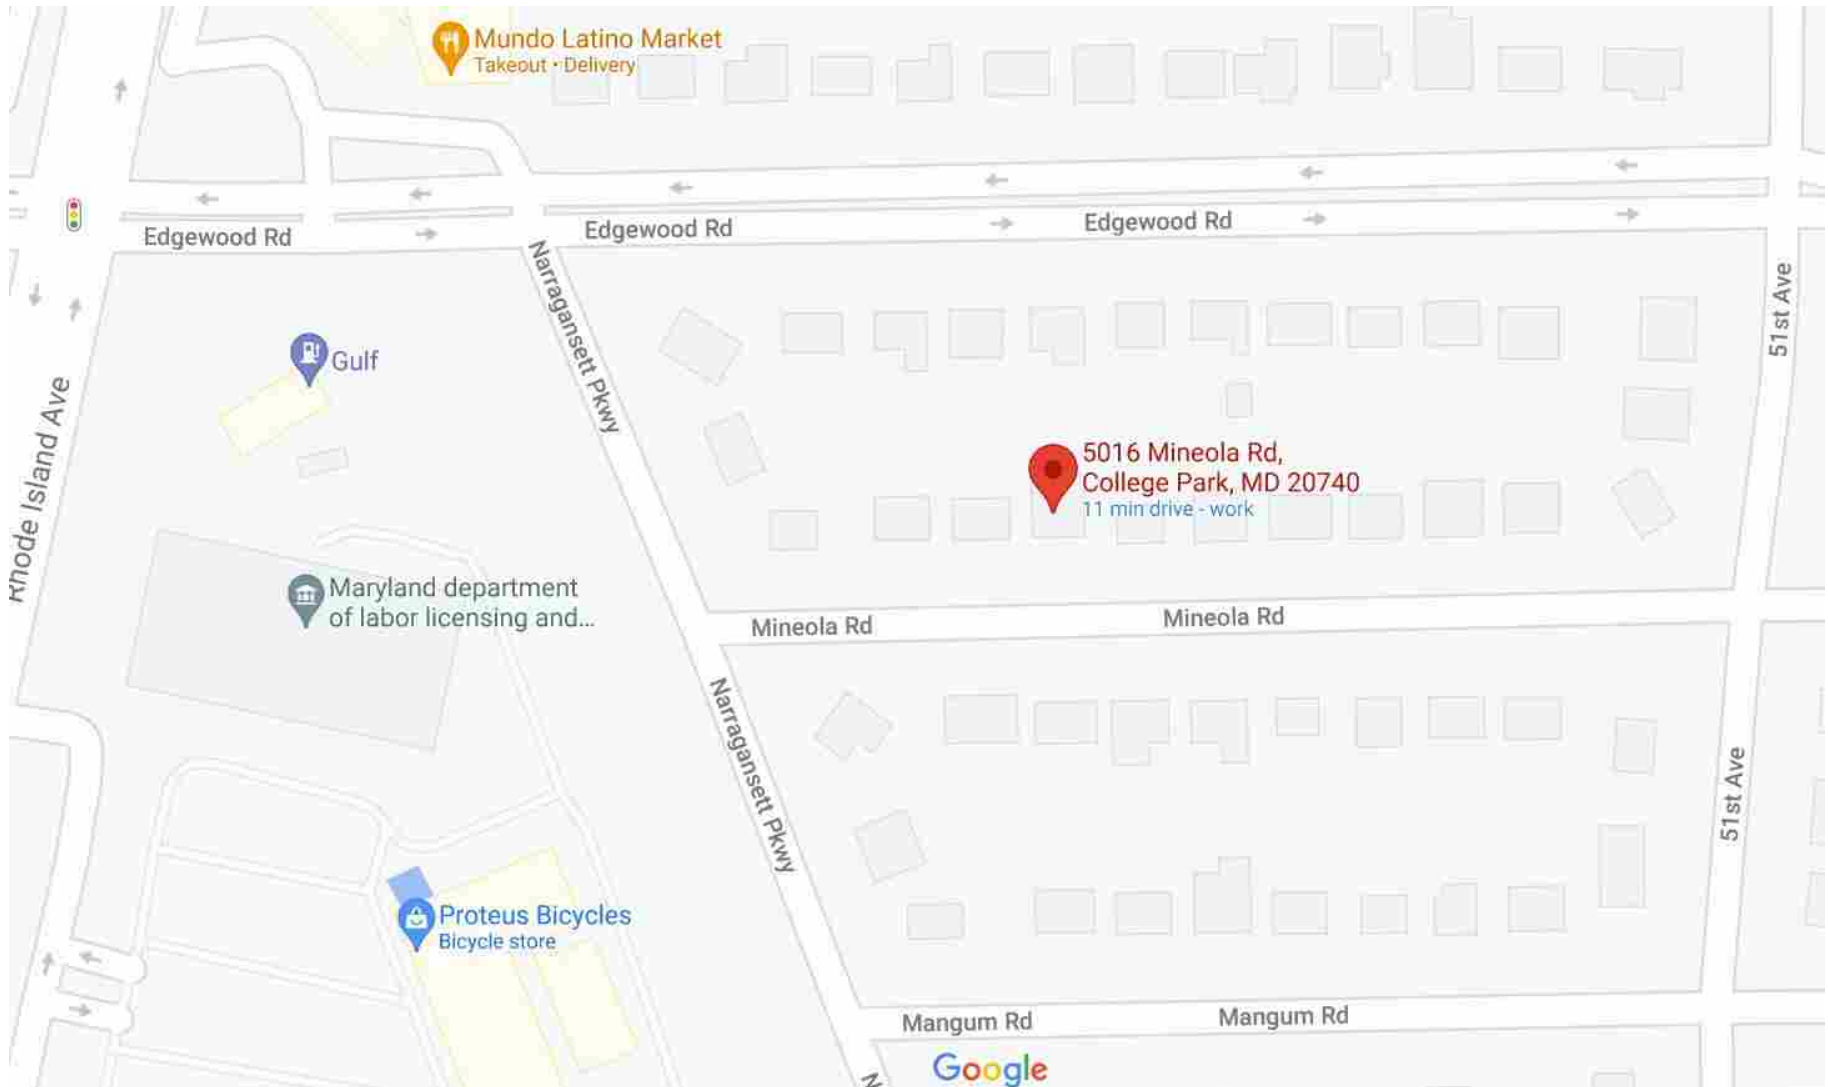 Mundo Latino Market
Takeout · Delivery
Edgewood Rd
Edgewood Rd
Edgewood Rd
Narragansett Pkwy
51st Ave
Gulf
Rhode Island Ave
5016 Mineola Rd,
College Park, MD 20740
11 min drive - work
Maryland department
of labor licensing and...
Mineola Rd
Mineola Rd
Narragansett Pkwy
51st Ave
Proteus Bicycles
Bicycle store
Mangum Rd
Mangum Rd
Google
N